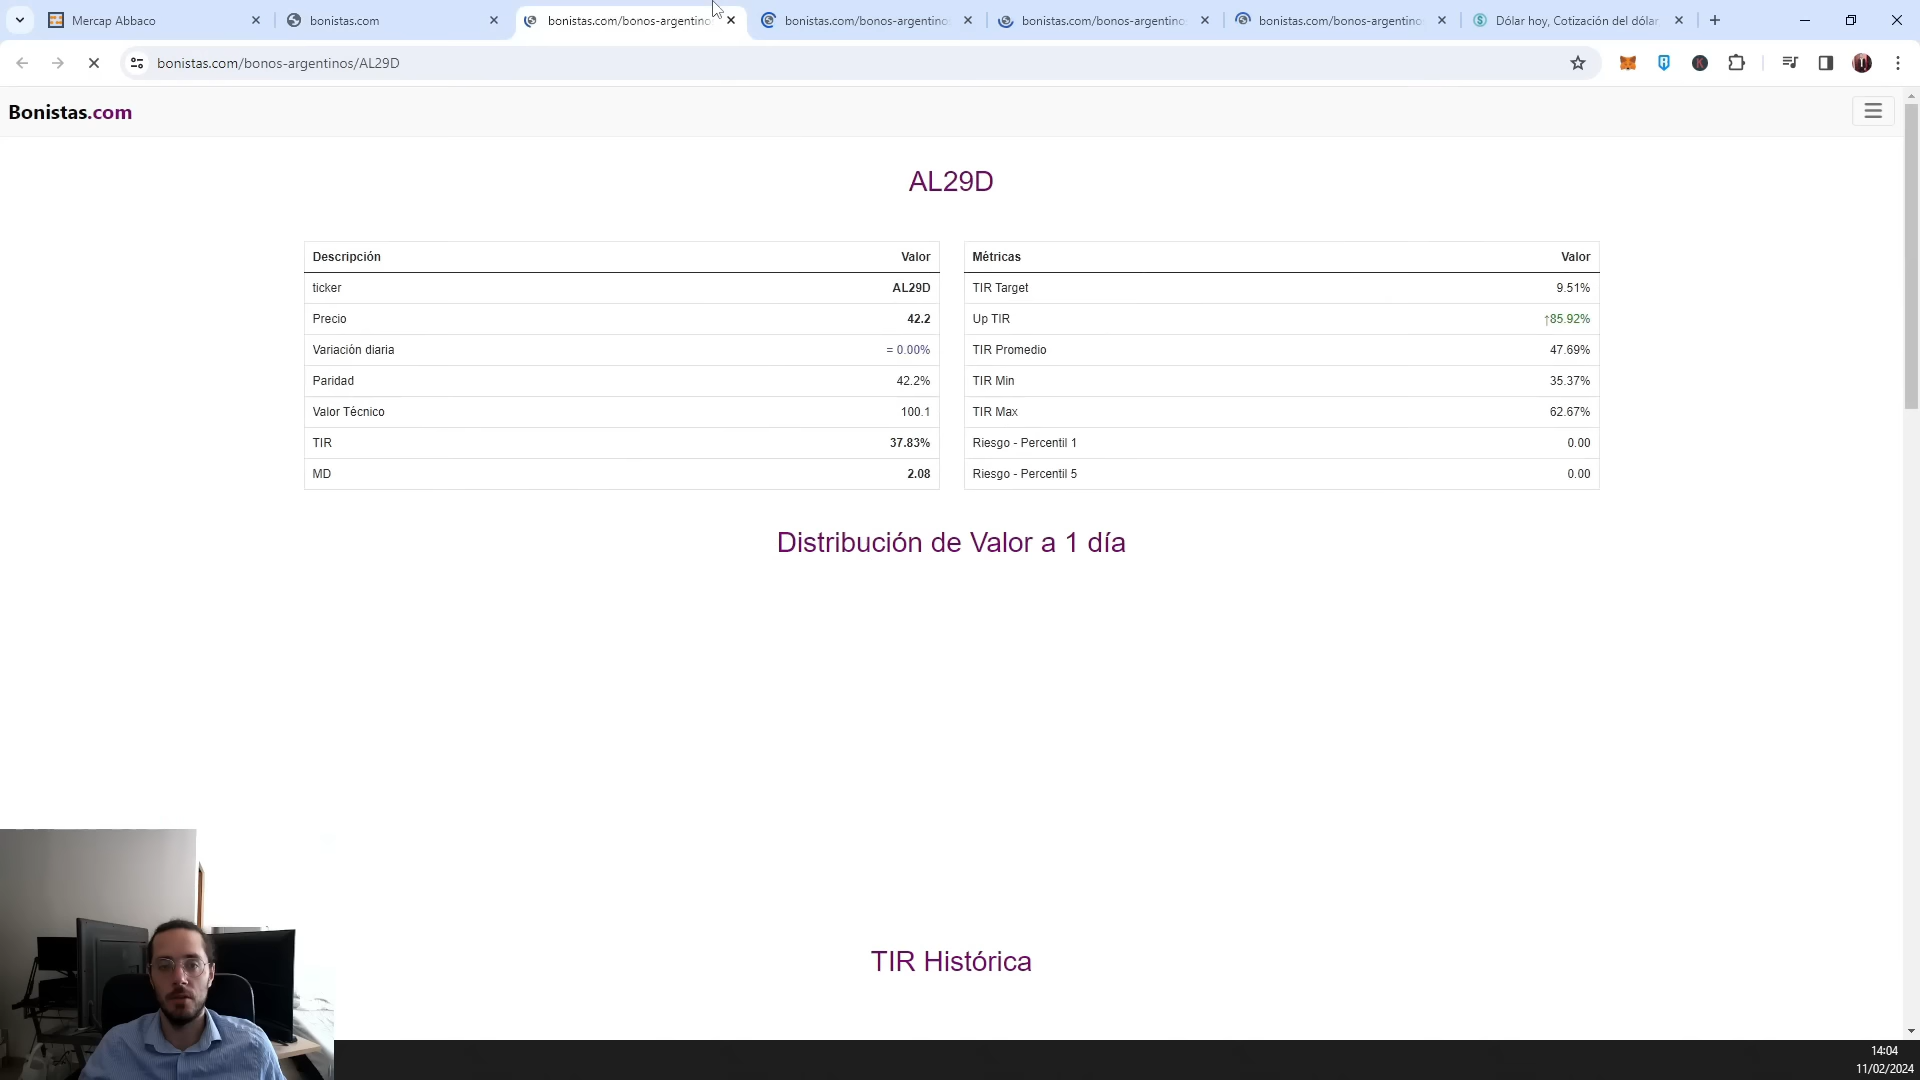 Mercap Abbaco
bonistas.com
bonistas.com/bonos-argentino
bonistas.com/bonos-argentino
bonistas.com/bonos-argentino
bonistas.com/bonos-argentino
Dólar hoy, Cotización del dólar
bonistas.com/bonos-argentinos/AL29D
Bonistas.com
AL29D
Descripción Valor
ticker AL29D
Precio 42.2
Variación diaria = 0.00%
Paridad 42.2%
Valor Técnico 100.1
TIR 37.83%
MD 2.08
Métricas Valor
TIR Target 9.51%
Up TIR ↑85.92%
TIR Promedio 47.69%
TIR Min 35.37%
TIR Max 62.67%
Riesgo - Percentil 1 0.00
Riesgo - Percentil 5 0.00
Distribución de Valor a 1 día
TIR Histórica
14:04
11/02/2024